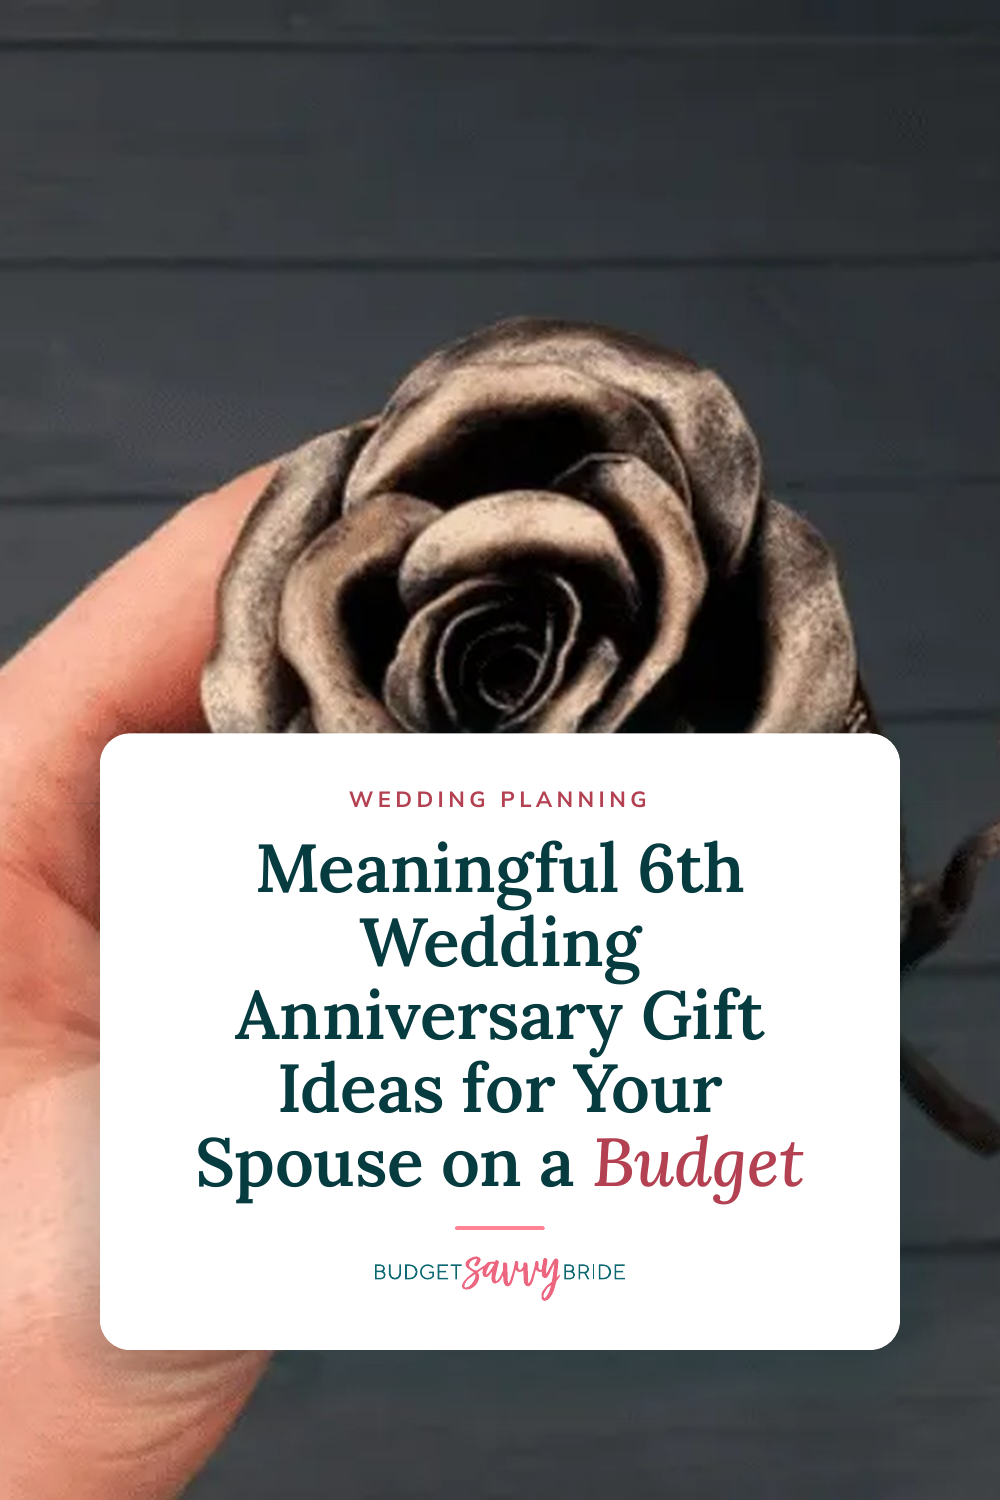 WEDDING PLANNING
Meaningful 6th
Wedding
Anniversary Gift
Ideas for Your
Spouse on a Budget
BUDGET savvy BRIDE